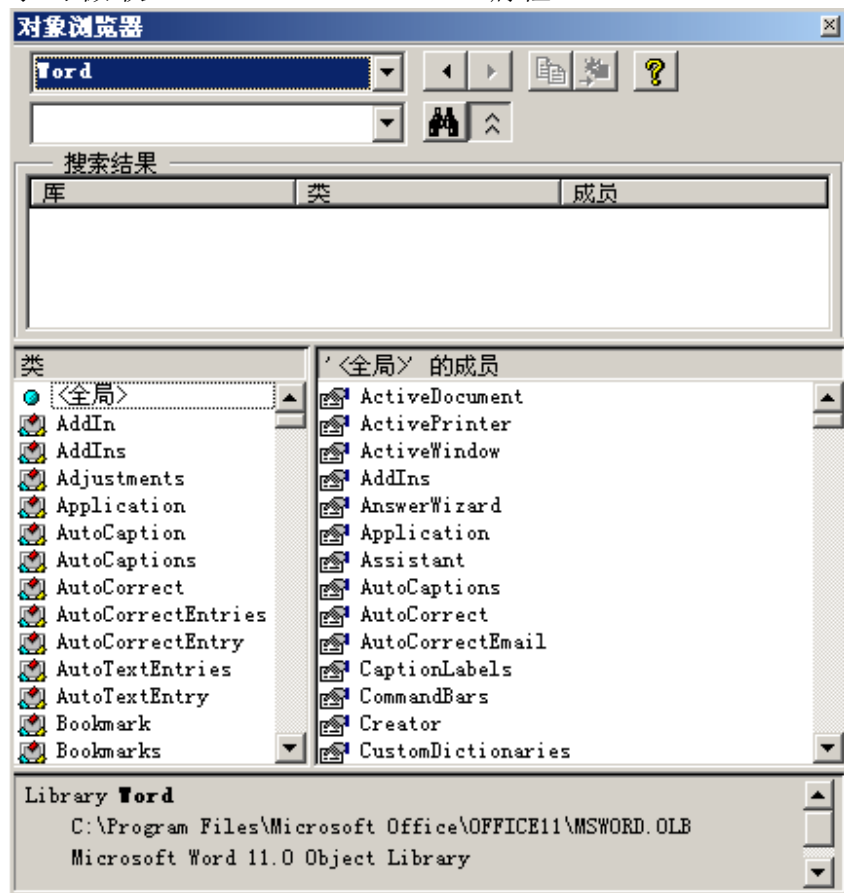 对象浏览器
Word
搜索结果
库 类 成员
类
<全局>
AddIn
AddIns
Adjustments
Application
AutoCaption
AutoCaptions
AutoCorrect
AutoCorrectEntries
AutoCorrectEntry
AutoTextEntries
AutoTextEntry
Bookmark
Bookmarks
'<全局>' 的成员
ActiveDocument
ActivePrinter
ActiveWindow
AddIns
AnswerWizard
Application
Assistant
AutoCaptions
AutoCorrect
AutoCorrectEmail
CaptionLabels
CommandBars
Creator
CustomDictionaries
Library Word
C:\Program Files\Microsoft Office\OFFICE11\MSWORD.OLB
Microsoft Word 11.0 Object Library